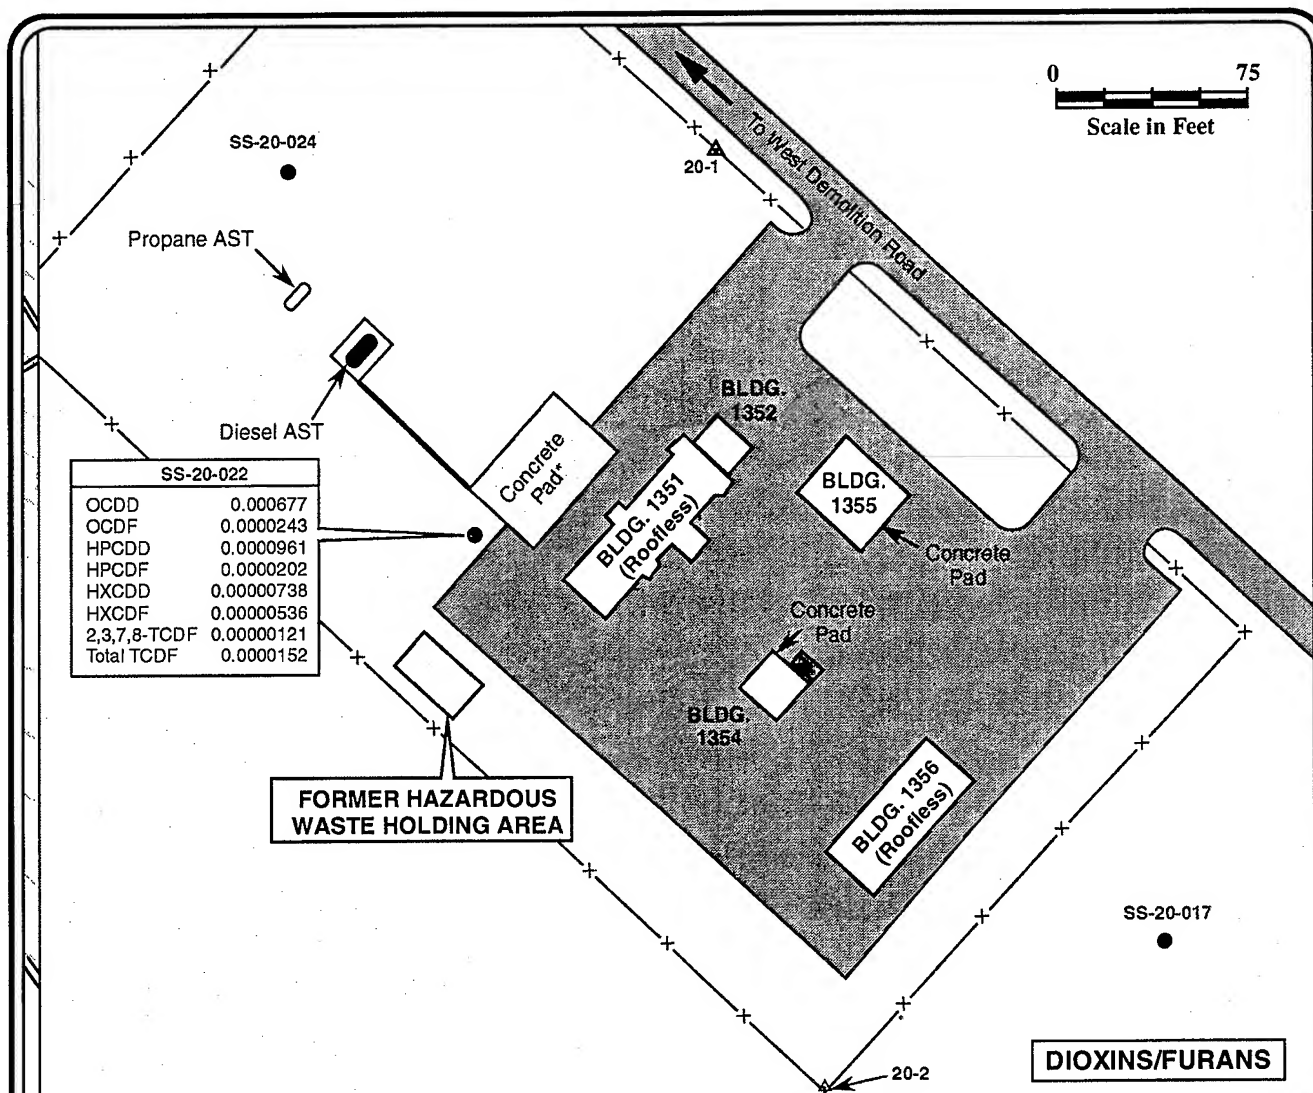 0 75
Scale in Feet
SS-20-024
20-1
To West Demolition Road
Propane AST
Diesel AST
BLDG.
1352
Concrete
Pad*
BLDG. 1351
(Roofless)
BLDG.
1355
Concrete
Pad
SS-20-022
OCDD 0.000677
OCDF 0.0000243
HPCDD 0.0000961
HPCDF 0.0000202
HXCDD 0.00000738
HXCDF 0.00000536
2,3,7,8-TCDF 0.00000121
Total TCDF 0.0000152
Concrete
Pad
BLDG.
1354
FORMER HAZARDOUS
WASTE HOLDING AREA
BLDG. 1356
(Roofless)
SS-20-017
DIOXINS/FURANS
20-2